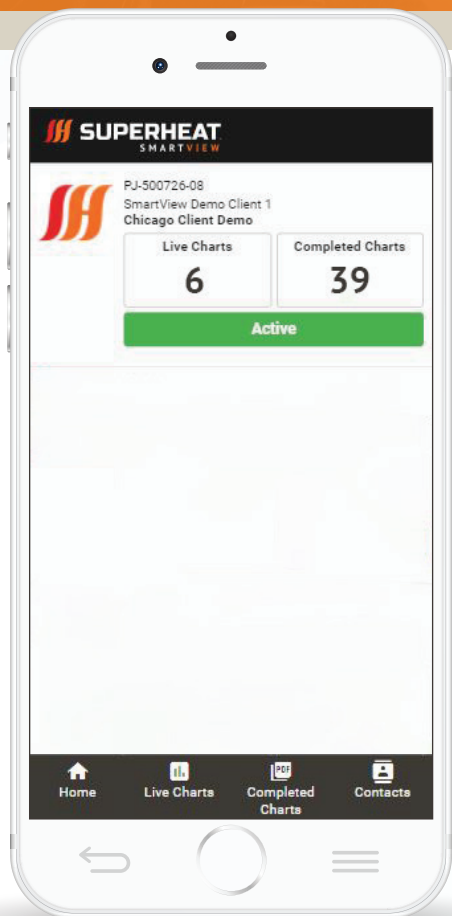 SUPERHEAT
SMARTVIEW
PJ-500726-08
SmartView Demo Client 1
Chicago Client Demo
Live Charts
6
Completed Charts
39
Active
Home
Live Charts
PDF
Completed
Charts
Contacts